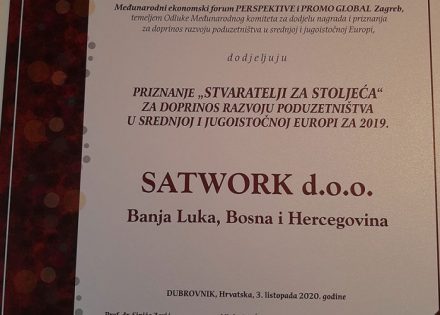 Međunarodni ekonomski forum PERSPEKTIVE i PROMO GLOBAL Zagreb,
temeljem Odluke Međunarodnog komiteta za dodjelu nagrada i priznanja
za doprinos razvoju poduzetništva u srednjoj i jugoistočnoj Europi,
dodjeljuju
PRIZNANJE „STVARATELJI ZA STOLJEĆA“
ZA DOPRINOS RAZVOJU PODUZETNIŠTVA
U SREDNJOJ I JUGOISTOČNOJ EUROPI ZA 2019.
SATWORK d.o.o.
Banja Luka, Bosna i Hercegovina
DUBROVNIK, Hrvatska, 3. listopada 2020. godine
Prof. dr.